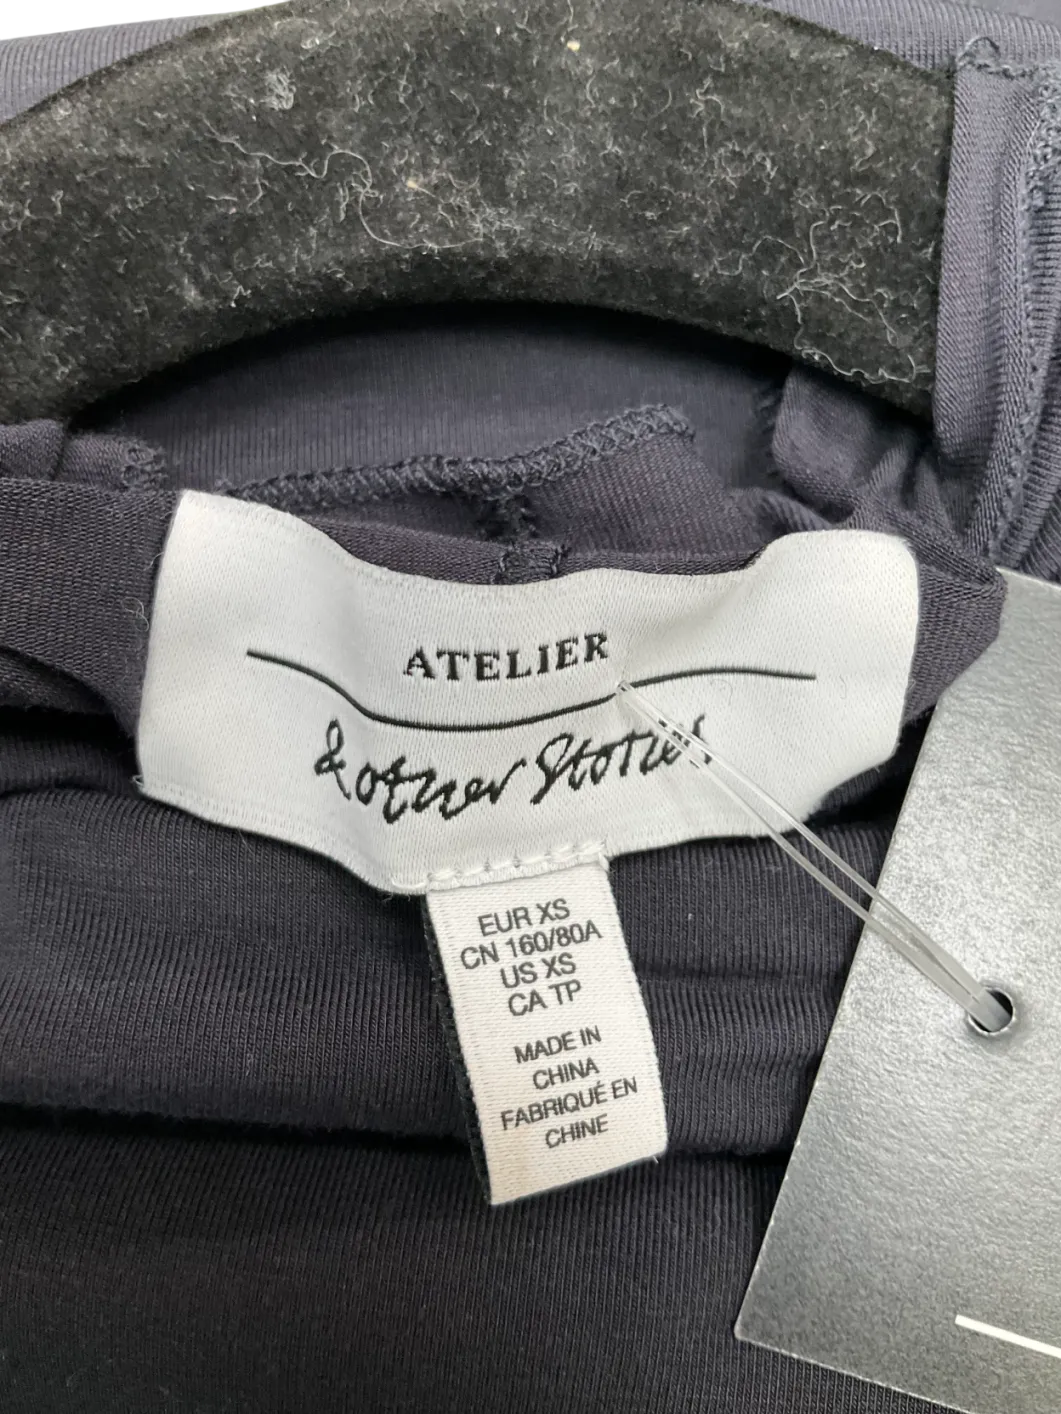 ATELIER
& other Stories
EUR XS
CN 160/80A
US XS
CA TP
MADE IN
CHINA
FABRIQUÉ EN
CHINE